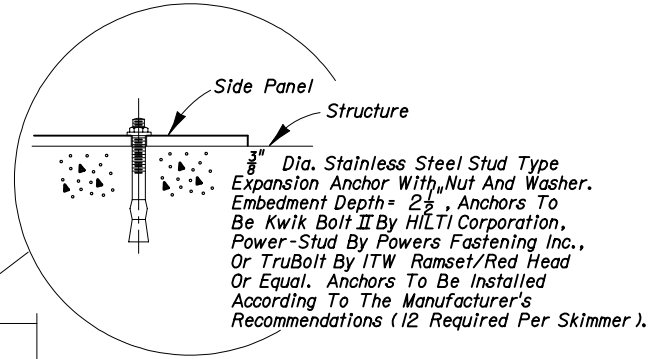 Side Panel
Structure
3/8" Dia. Stainless Steel Stud Type
Expansion Anchor With Nut And Washer.
Embedment Depth= 2 1/2", Anchors To
Be Kwik Bolt II By HILTI Corporation,
Power-Stud By Powers Fastening Inc.,
Or TruBolt By ITW Ramset/Red Head
Or Equal. Anchors To Be Installed
According To The Manufacturer's
Recommendations (12 Required Per Skimmer).